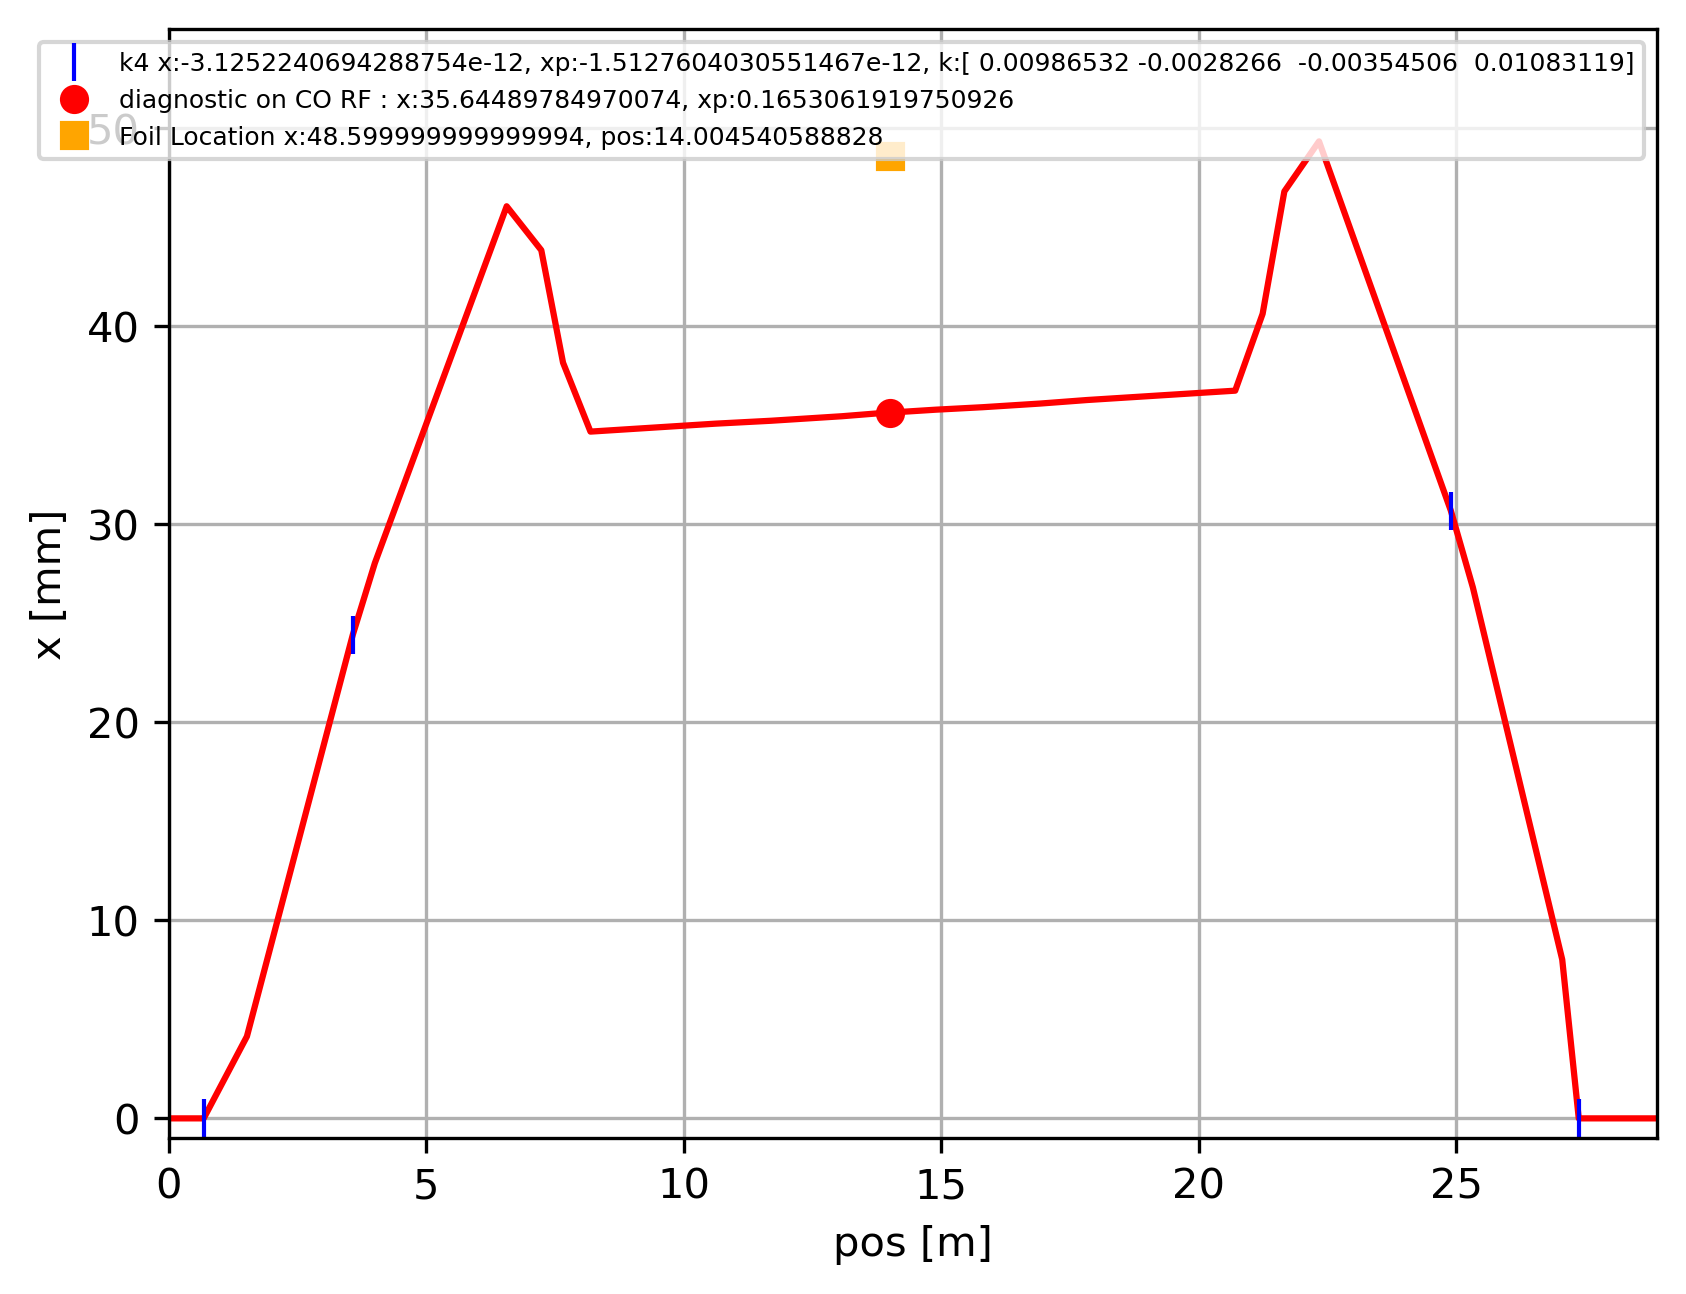 k4 x:-3.1252240694288754e-12, xp:-1.5127604030551467e-12, k:[ 0.00986532 -0.0028266  -0.00354506  0.01083119]
diagnostic on CO RF : x:35.64489784970074, xp:0.1653061919750926
Foil Location x:48.599999999999994, pos:14.004540588828
50
40
30
20
10
0
x [mm]
0 5 10 15 20 25
pos [m]